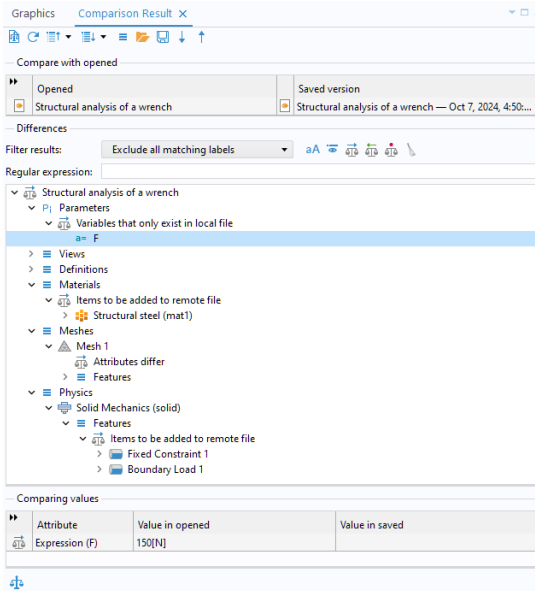 Graphics Comparison Result
Compare with opened
Opened Saved version
Structural analysis of a wrench Structural analysis of a wrench — Oct 7, 2024, 4:50:...
Differences
Filter results: Exclude all matching labels
Regular expression:
Structural analysis of a wrench
Pi Parameters
Variables that only exist in local file
a= F
Views
Definitions
Materials
Items to be added to remote file
Structural steel (mat1)
Meshes
Mesh 1
Attributes differ
Features
Physics
Solid Mechanics (solid)
Features
Items to be added to remote file
Fixed Constraint 1
Boundary Load 1
Comparing values
Attribute Value in opened Value in saved
Expression (F) 150[N]